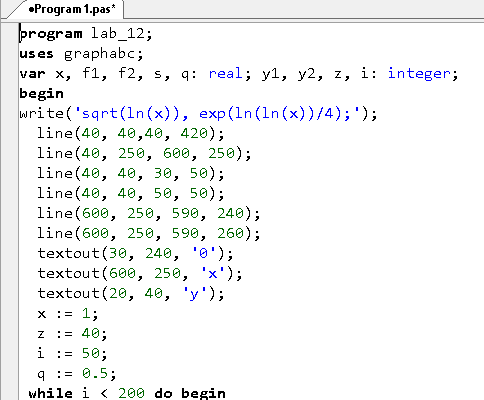 •Program 1.pas*
program lab_12;
uses graphabc;
var x, f1, f2, s, q: real; y1, y2, z, i: integer;
begin
write('sqrt(ln(x)), exp(ln(ln(x))/4);');
line(40, 40,40, 420);
line(40, 250, 600, 250);
line(40, 40, 30, 50);
line(40, 40, 50, 50);
line(600, 250, 590, 240);
line(600, 250, 590, 260);
textout(30, 240, '0');
textout(600, 250, 'x');
textout(20, 40, 'y');
x := 1;
z := 40;
i := 50;
q := 0.5;
while i < 200 do begin